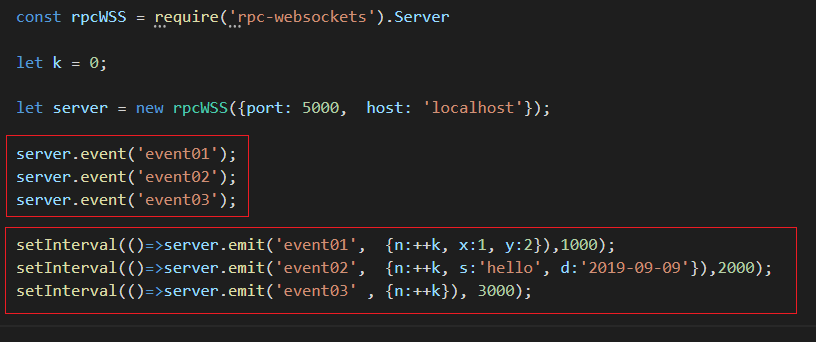 const rpcWSS = require('rpc-websockets').Server
let k = 0;
let server = new rpcWSS({port: 5000,  host: 'localhost'});
server.event('event01');
server.event('event02');
server.event('event03');
setInterval(()=>server.emit('event01',  {n:++k, x:1, y:2}),1000);
setInterval(()=>server.emit('event02',  {n:++k, s:'hello', d:'2019-09-09'}),2000);
setInterval(()=>server.emit('event03' , {n:++k}), 3000);